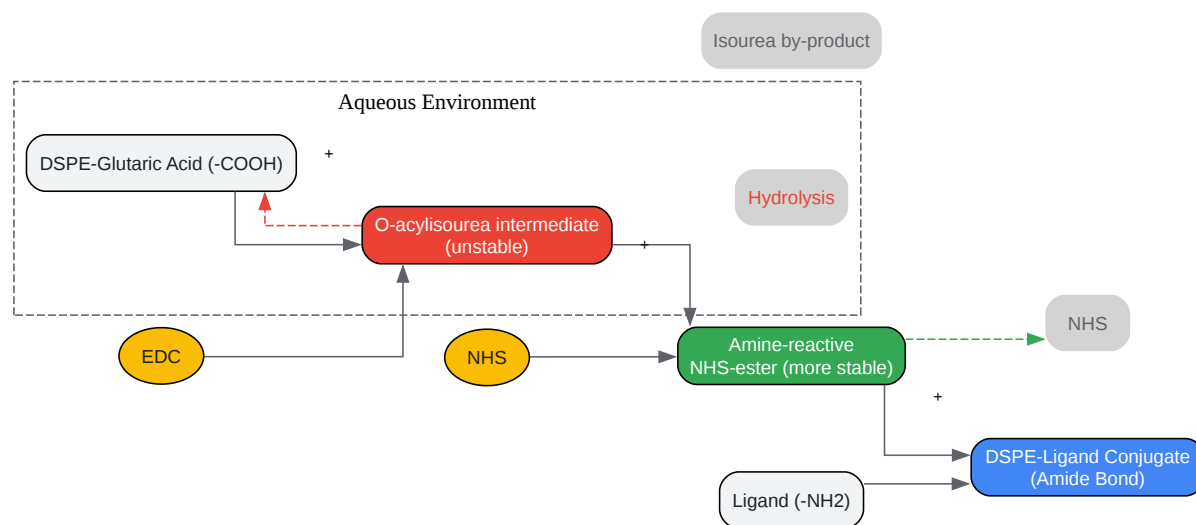 Isourea by-product
Aqueous Environment
DSPE-Glutaric Acid (-COOH)
+
Hydrolysis
O-acylisourea intermediate
(unstable)
+
EDC
NHS
Amine-reactive
NHS-ester (more stable)
NHS
+
DSPE-Ligand Conjugate
(Amide Bond)
Ligand (-NH2)